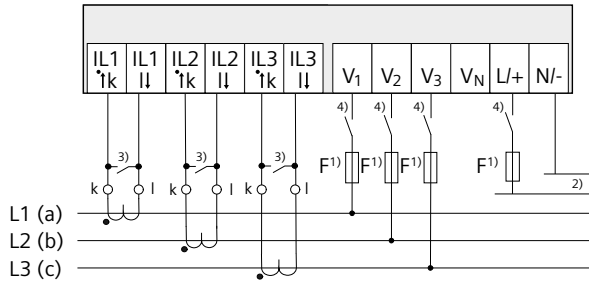 IL1 IL1 IL2 IL2 IL3 IL3
k l k l k l V1 V2 V3 VN L/+ N/-
4) 4) 4) 4)
3) 3) 3)
F1) F1) F1) F1)
k l k l k l 2)
L1 (a)
L2 (b)
L3 (c)